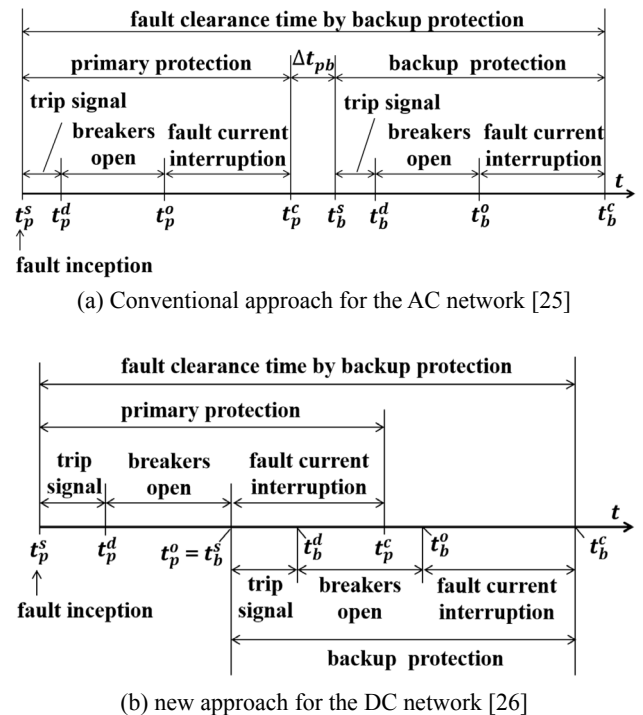 fault clearance time by backup protection
primary protection
Δt_pb
backup protection
trip signal
trip signal
breakers open
fault current interruption
breakers open
fault current interruption
t
t_p^s
t_p^d
t_p^o
t_p^c
t_b^s
t_b^d
t_b^o
t_b^c
fault inception
(a) Conventional approach for the AC network [25]
fault clearance time by backup protection
primary protection
trip signal
breakers open
fault current interruption
t
t_p^s
t_p^d
t_p^o = t_b^s
t_b^d
t_p^c
t_b^o
t_b^c
fault inception
trip signal
breakers open
fault current interruption
backup protection
(b) new approach for the DC network [26]